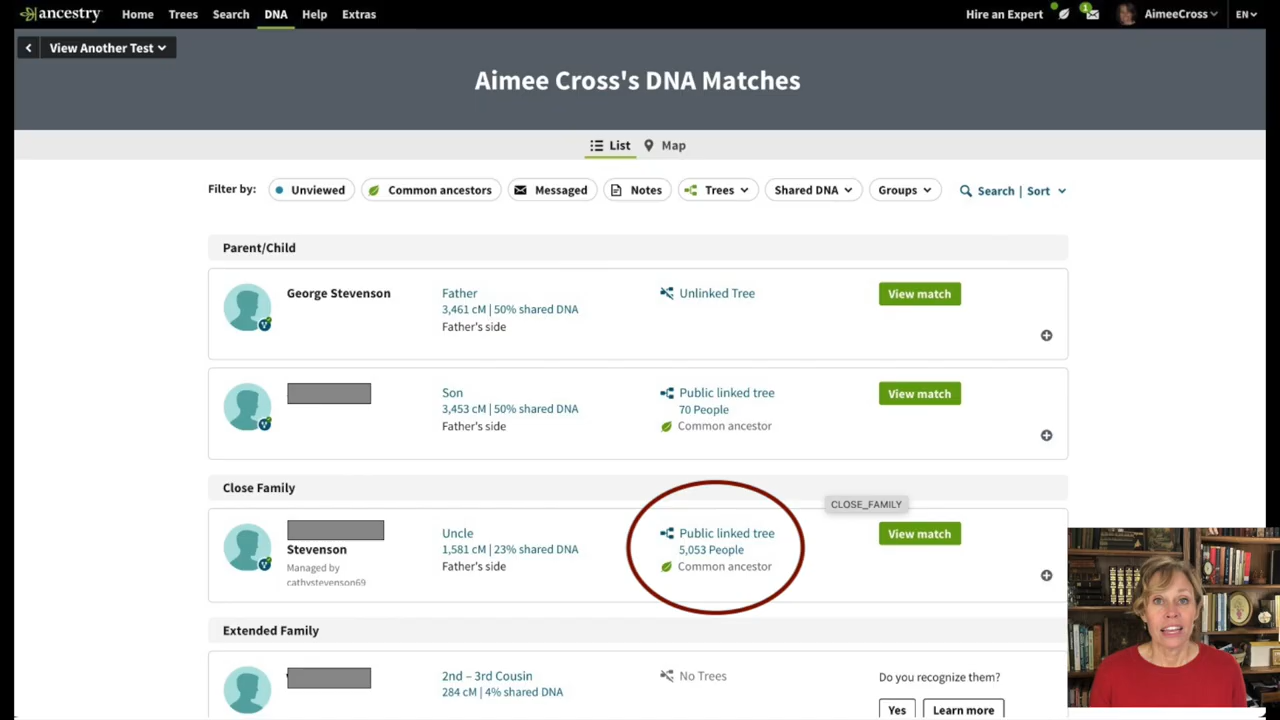 ancestry Home Trees Search DNA Help Extras Hire an Expert 1 AimeeCross EN
View Another Test
Aimee Cross's DNA Matches
List Map
Filter by: Unviewed Common ancestors Messaged Notes Trees Shared DNA Groups Search | Sort
Parent/Child
George Stevenson Father Unlinked Tree View match
3,461 cM | 50% shared DNA
Father's side
Son Public linked tree View match
3,453 cM | 50% shared DNA 70 People
Father's side Common ancestor
Close Family
CLOSE_FAMILY
Uncle Public linked tree View match
Stevenson 1,581 cM | 23% shared DNA 5,053 People
Managed by Father's side Common ancestor
cathystevenson69
Extended Family
2nd – 3rd Cousin No Trees Do you recognize them?
284 cM | 4% shared DNA
Yes Learn more